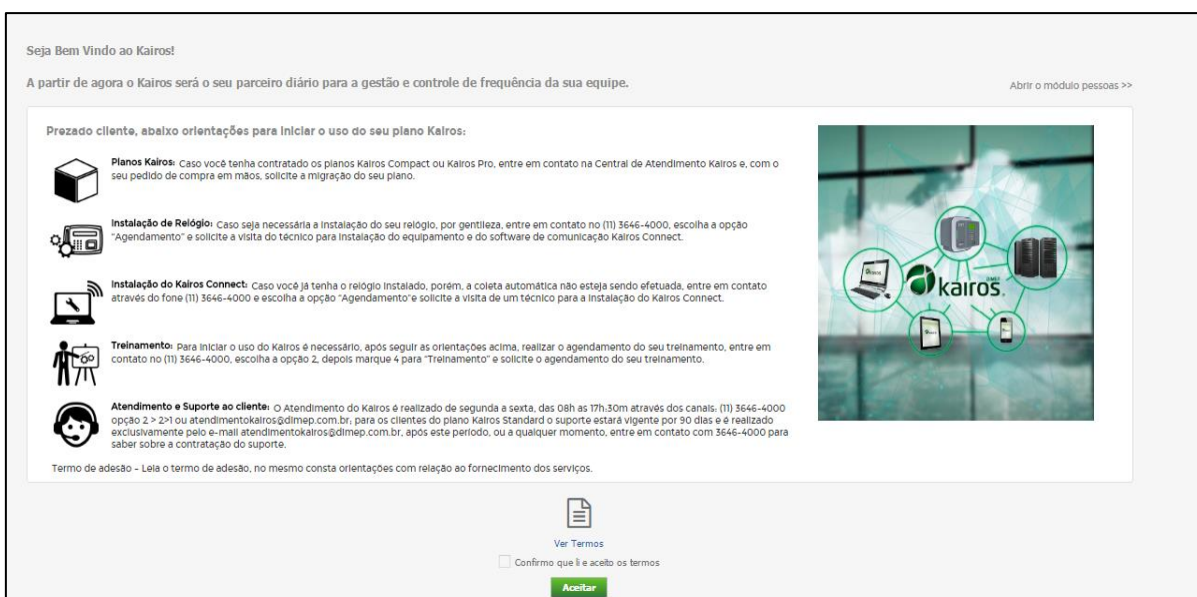 Seja Bem Vindo ao Kairos!
A partir de agora o Kairos será o seu parceiro diário para a gestão e controle de frequência da sua equipe.
Abrir o módulo pessoas >>
Prezado cliente, abaixo orientações para iniciar o uso do seu plano Kairos:
Planos Kairos: Caso você tenha contratado os planos Kairos Compact ou Kairos Pro, entre em contato na Central de Atendimento Kairos e, com o
seu pedido de compra em mãos, solicite a migração do seu plano.
Instalação de Relógio: Caso seja necessária a instalação do seu relógio, por gentileza, entre em contato no (11) 3646-4000, escolha a opção
"Agendamento" e solicite a visita do técnico para instalação do equipamento e do software de comunicação Kairos Connect.
Instalação do Kairos Connect: Caso você já tenha o relógio instalado, porém, a coleta automática não esteja sendo efetuada, entre em contato
através do fone (11) 3646-4000 e escolha a opção "Agendamento"e solicite a visita de um técnico para a instalação do Kairos Connect.
Treinamento: Para iniciar o uso do Kairos é necessário, após seguir as orientações acima, realizar o agendamento do seu treinamento, entre em
contato no (11) 3646-4000, escolha a opção 2, depois marque 4 para "Treinamento" e solicite o agendamento do seu treinamento.
Atendimento e Suporte ao cliente: O Atendimento do Kairos é realizado de segunda a sexta, das 08h as 17h:30m através dos canais: (11) 3646-4000
opção 2 > 2>1 ou atendimentokairos@dimep.com.br; para os clientes do plano Kairos Standard o suporte estará vigente por 90 dias e é realizado
exclusivamente pelo e-mail atendimentokairos@dimep.com.br, após este período, ou a qualquer momento, entre em contato com 3646-4000 para
saber sobre a contratação do suporte.
Termo de adesão - Leia o termo de adesão, no mesmo consta orientações com relação ao fornecimento dos serviços.
kairos
Ver Termos
Confirmo que li e aceito os termos
Aceitar